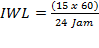 IWL = (15 x 60) / 24 Jam